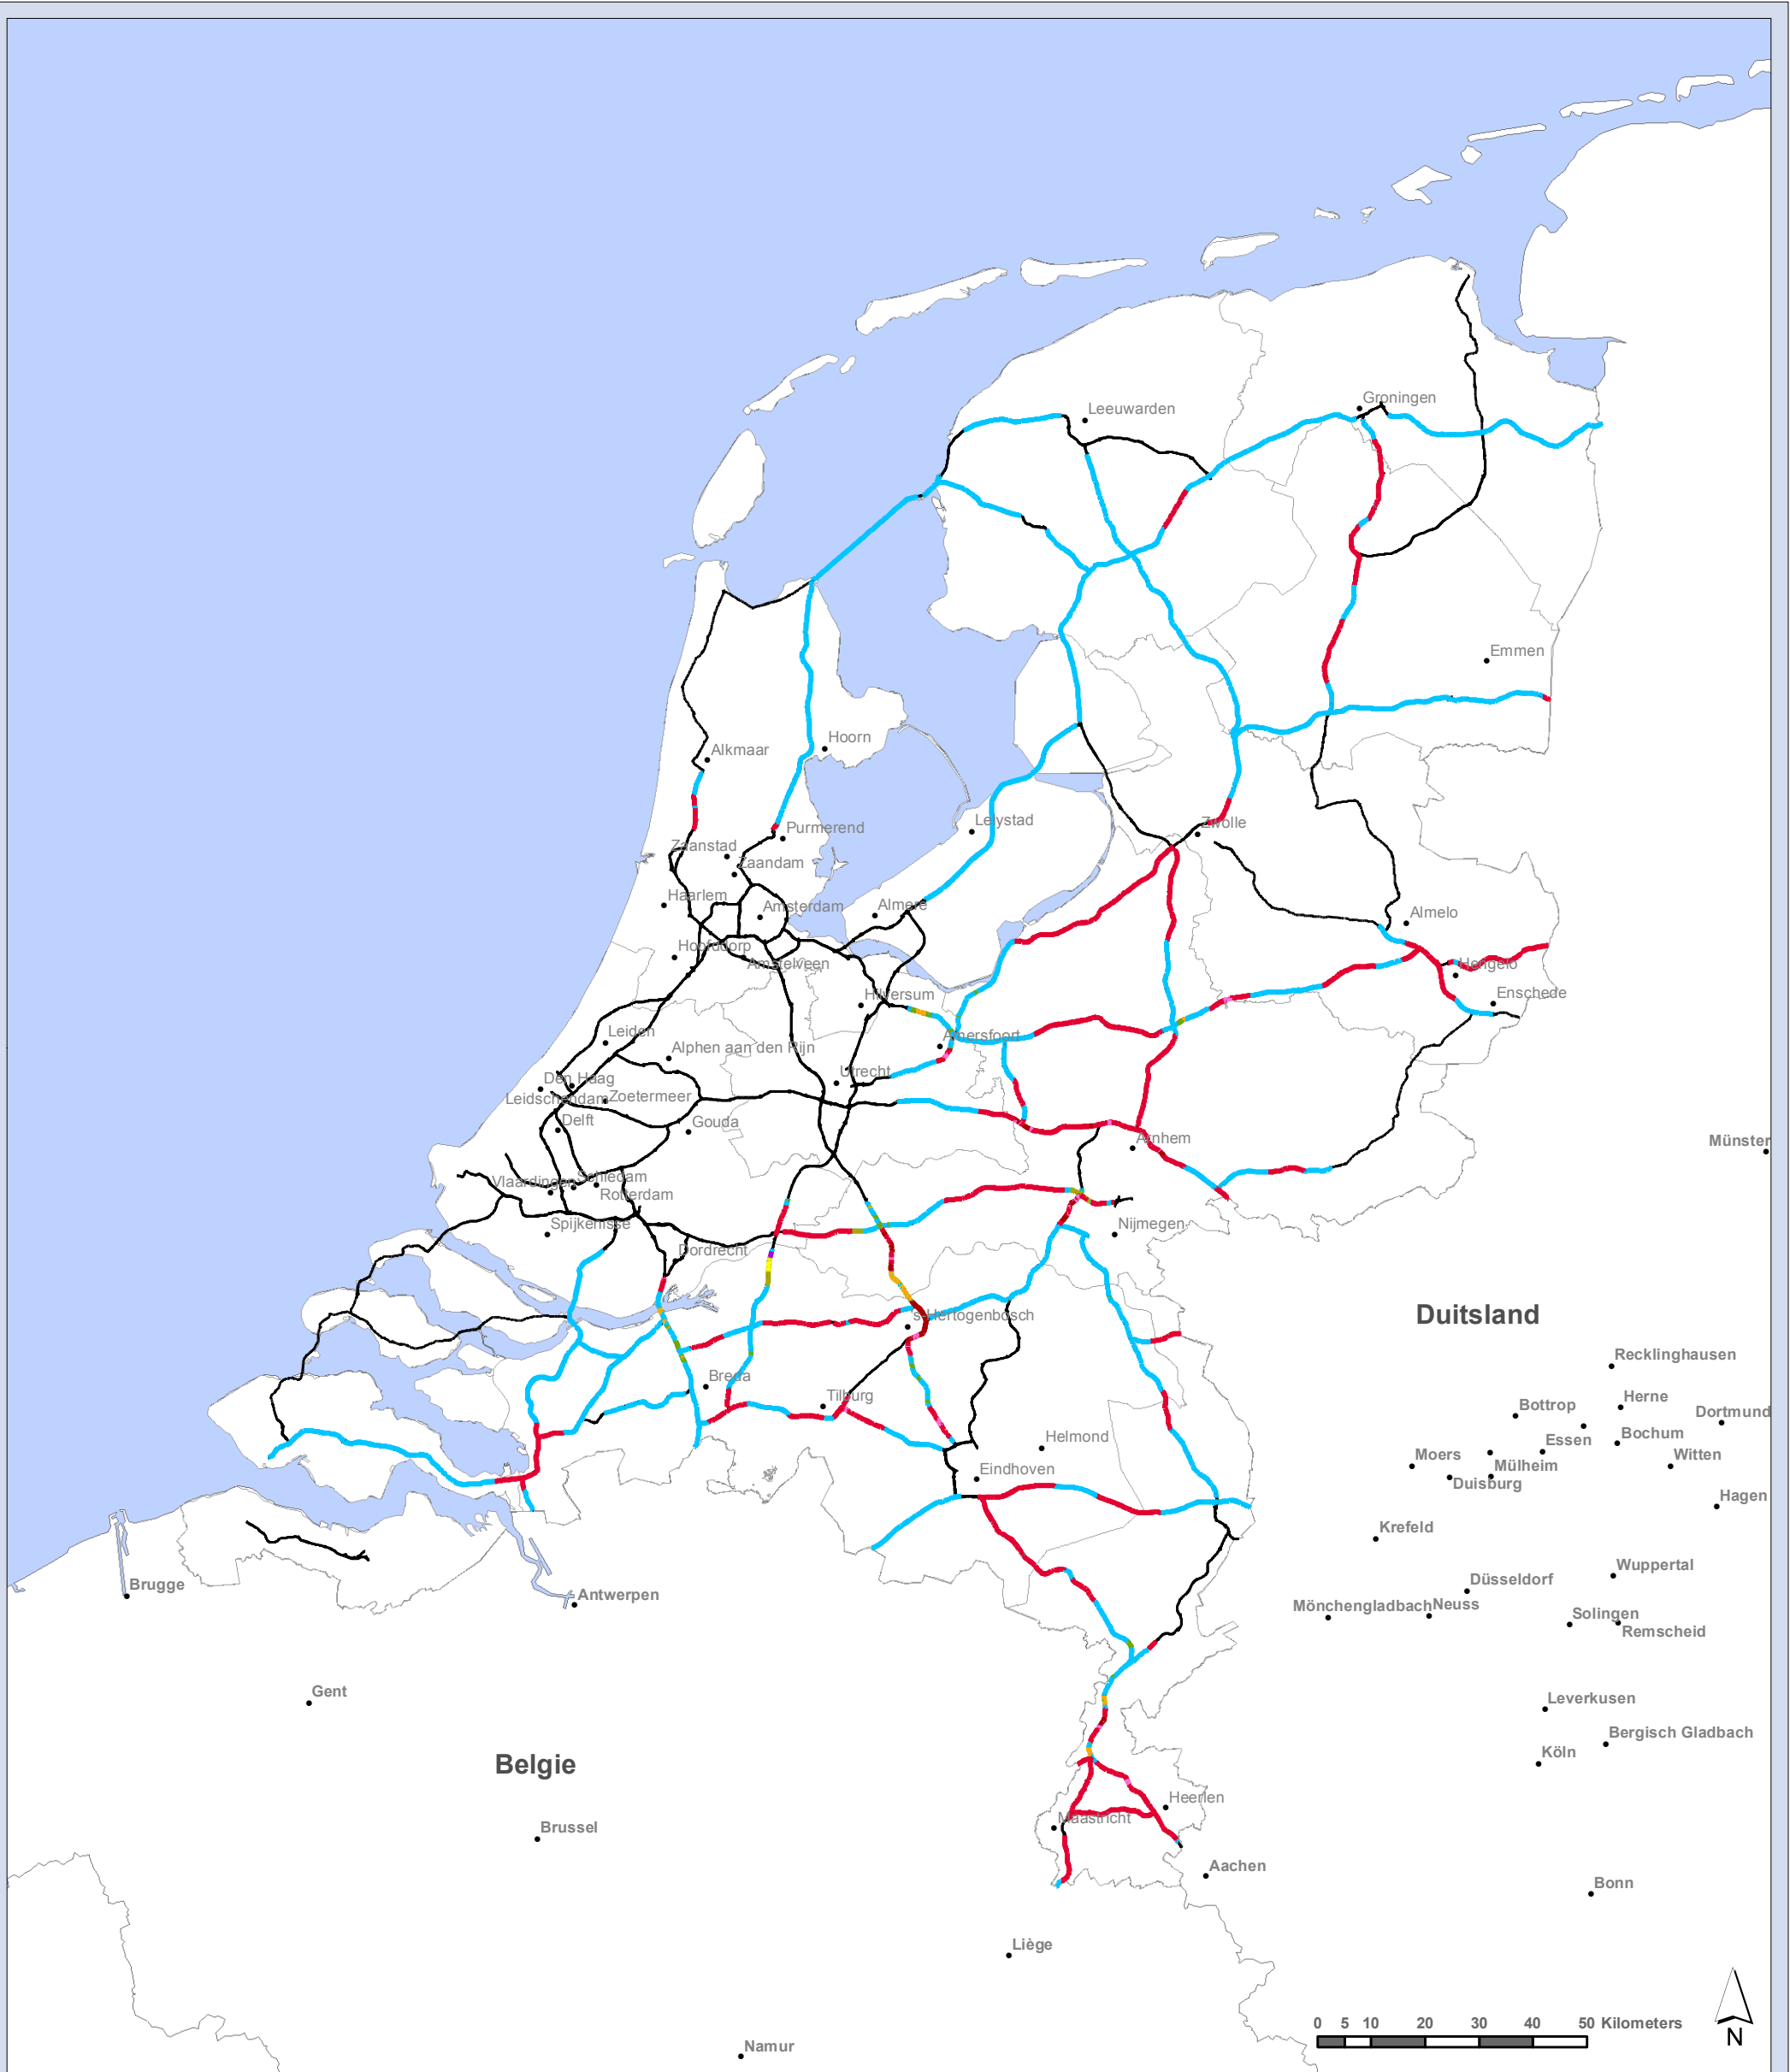 Leeuwarden
Groningen
Emmen
Alkmaar
Hoorn
Purmerend
Lelystad
Zwolle
Zaanstad
Zaandam
Haarlem
Amsterdam
Almere
Almelo
Hoofddorp
Amstelveen
Hengelo
Hilversum
Enschede
Amersfoort
Leiden
Alphen aan den Rijn
Utrecht
Den Haag
Leidschendam
Zoetermeer
Delft
Gouda
Arnhem
Münster
Vlaardingen
Schiedam
Rotterdam
Spijkenisse
Nijmegen
Dordrecht
's-Hertogenbosch
Duitsland
Recklinghausen
Breda
Tilburg
Herne
Bottrop
Dortmund
Essen
Bochum
Helmond
Moers
Mülheim
Witten
Eindhoven
Duisburg
Hagen
Krefeld
Wuppertal
Brugge
Antwerpen
Düsseldorf
Mönchengladbach
Neuss
Solingen
Remscheid
Gent
Leverkusen
Bergisch Gladbach
Belgie
Köln
Heerlen
Maastricht
Brussel
Aachen
Bonn
Liège
0 5 10 20 30 40 50 Kilometers
N
Namur